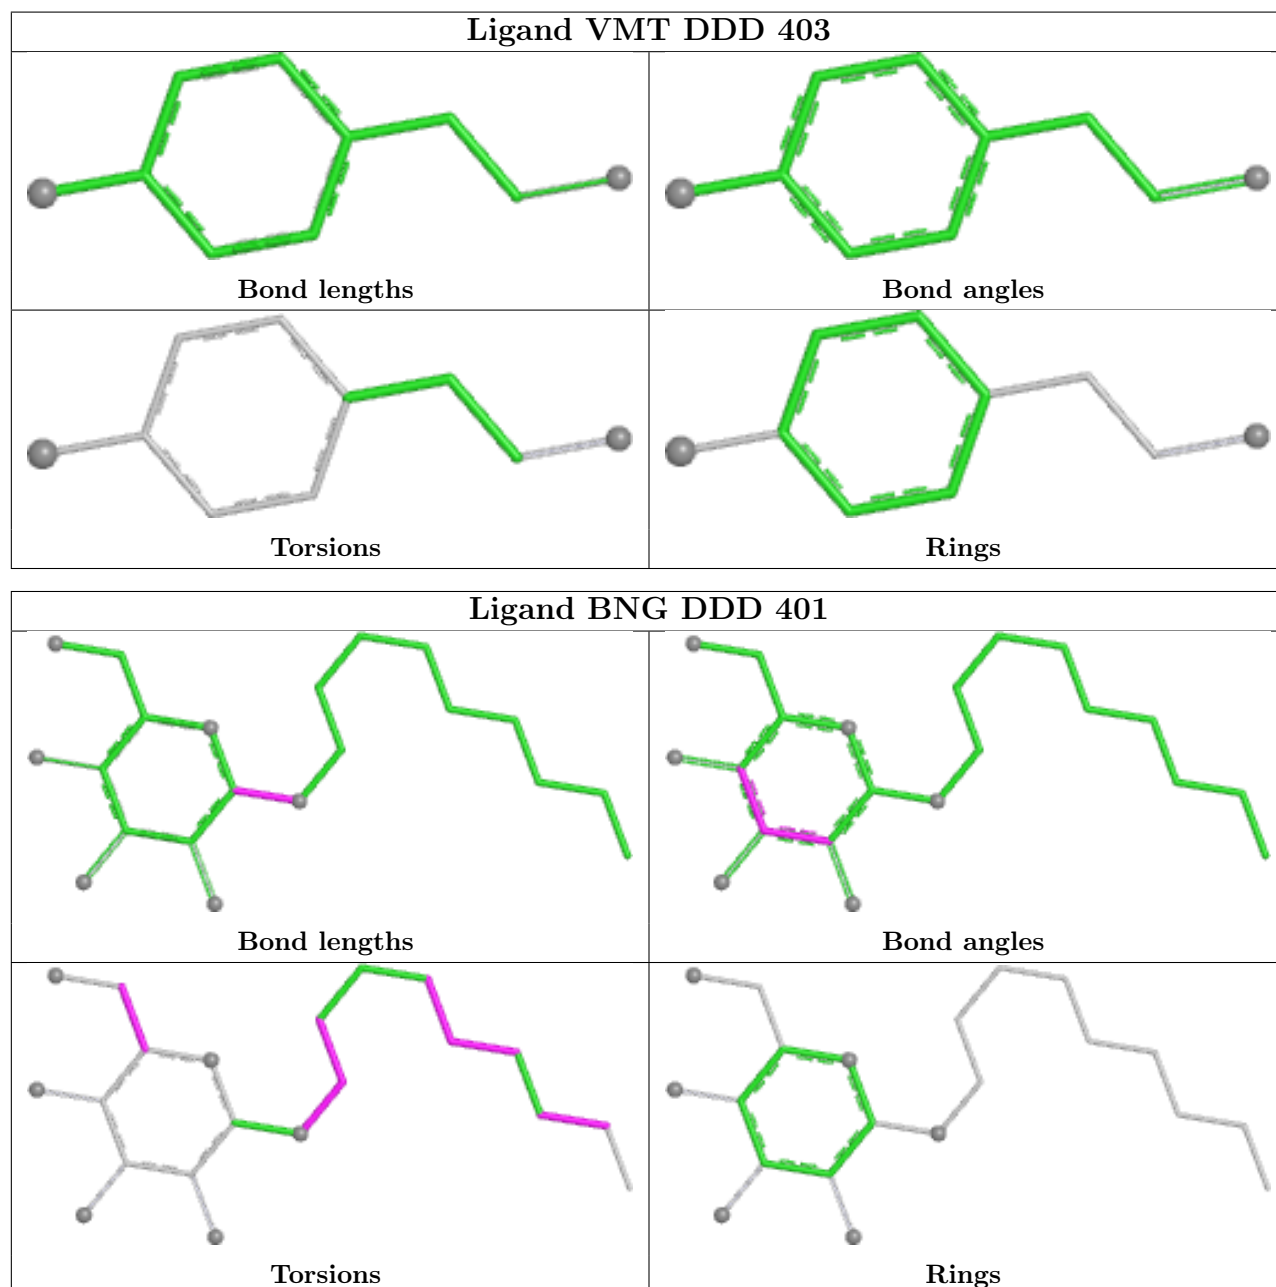 Ligand VMT DDD 403
Bond lengths
Bond angles
Torsions
Rings
Ligand BNG DDD 401
Bond lengths
Bond angles
Torsions
Rings